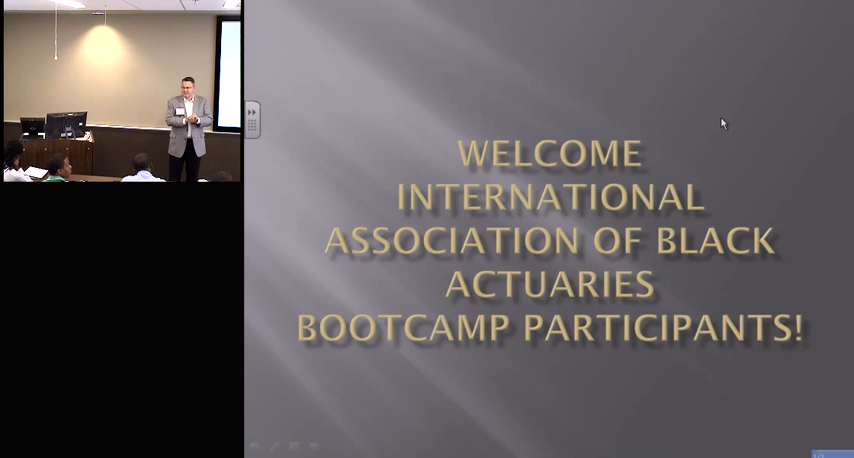 WELCOME
INTERNATIONAL
ASSOCIATION OF BLACK
ACTUARIES
BOOTCAMP PARTICIPANTS!